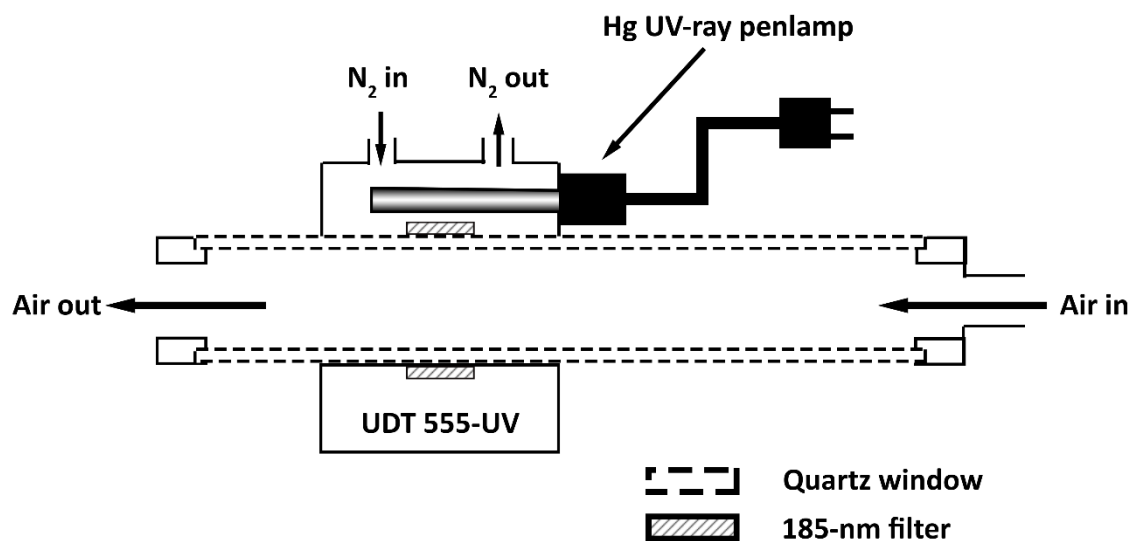 Hg UV-ray penlamp
N₂ in
N₂ out
Air out
Air in
UDT 555-UV
Quartz window
185-nm filter